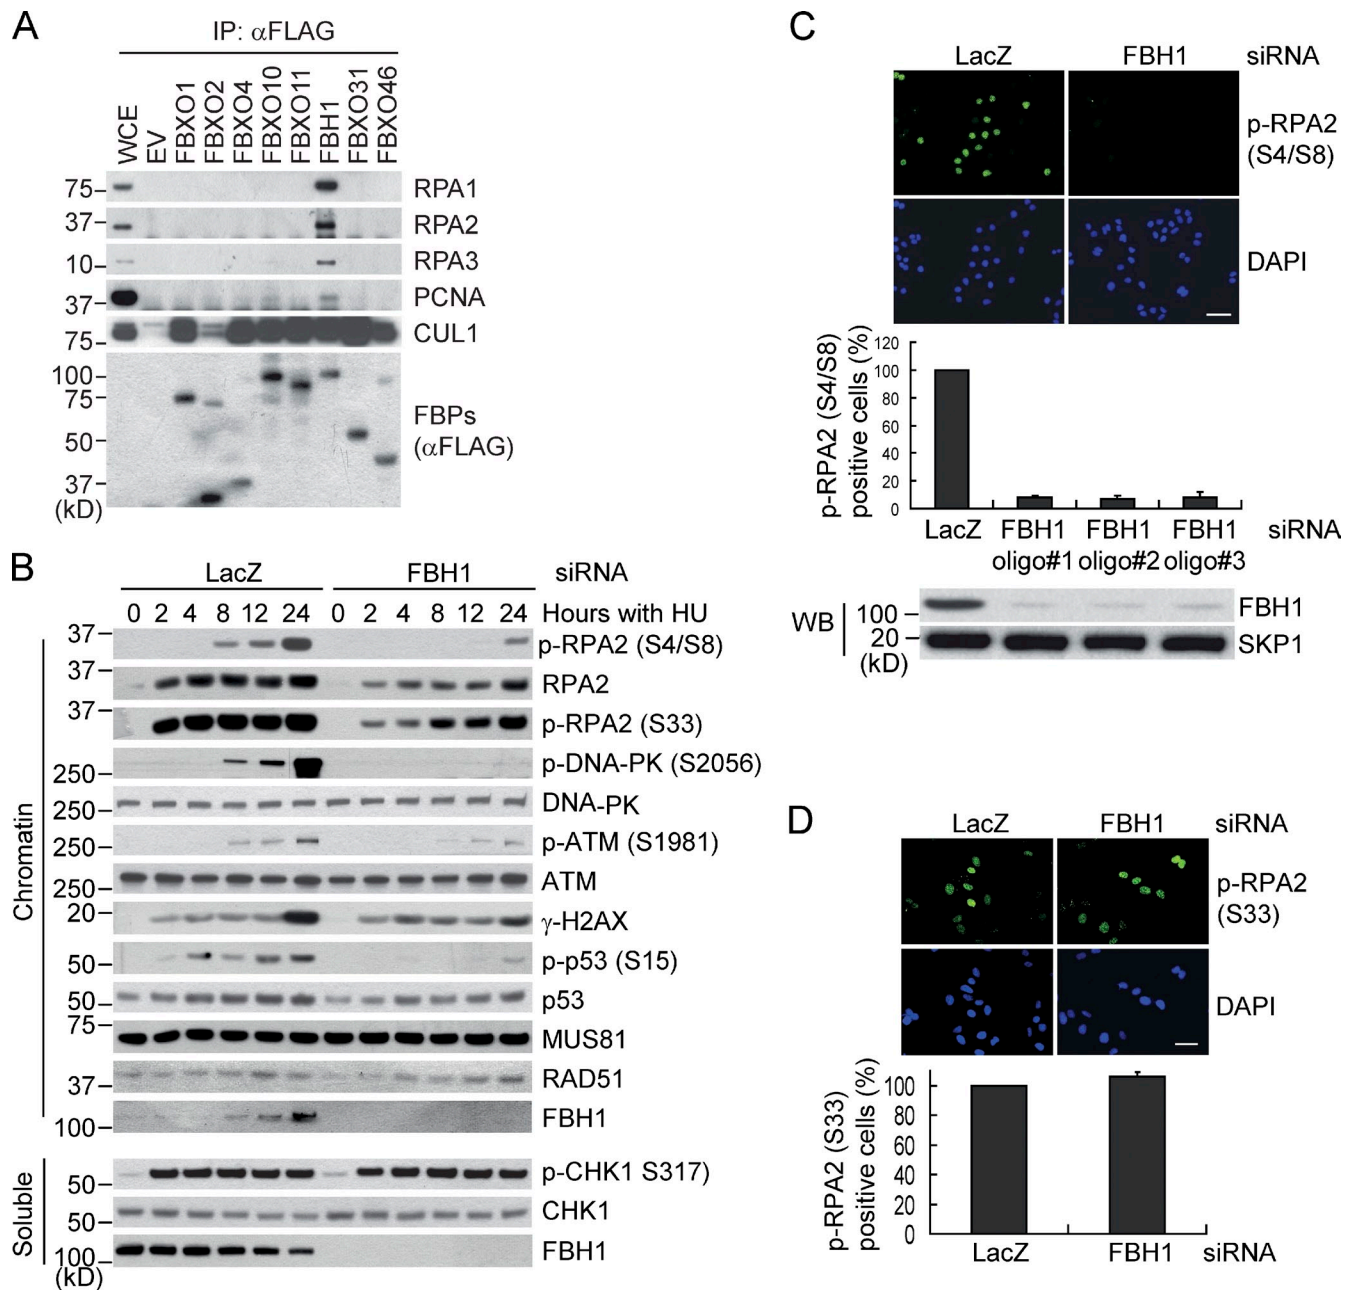 A
IP: αFLAG
WCE
EV
FBXO1
FBXO2
FBXO4
FBXO10
FBXO11
FBH1
FBXO31
FBXO46
75
RPA1
37
RPA2
10
RPA3
37
PCNA
75
CUL1
100
75
50
37
(kD)
FBPs
(αFLAG)
B
LacZ FBH1 siRNA
0 2 4 8 12 24 0 2 4 8 12 24 Hours with HU
Chromatin
37 p-RPA2 (S4/S8)
37 RPA2
37 p-RPA2 (S33)
250 p-DNA-PK (S2056)
250 DNA-PK
250 p-ATM (S1981)
250 ATM
20 γ-H2AX
50 p-p53 (S15)
50 p53
75 MUS81
37 RAD51
100 FBH1
Soluble
50 p-CHK1 S317)
50 CHK1
100 FBH1
(kD)
C
LacZ FBH1 siRNA
p-RPA2
(S4/S8)
DAPI
p-RPA2 (S4/S8)
positive cells (%)
120
100
80
60
40
20
0
LacZ FBH1 FBH1 FBH1 siRNA
oligo#1 oligo#2 oligo#3
WB
100 FBH1
20 SKP1
(kD)
D
LacZ FBH1 siRNA
p-RPA2
(S33)
DAPI
p-RPA2 (S33)
positive cells (%)
100
80
60
40
20
0
LacZ FBH1 siRNA